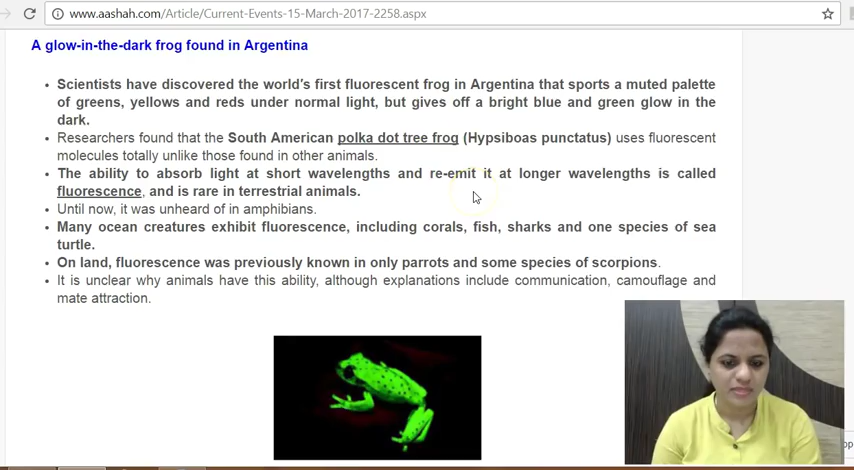 www.aashah.com/Article/Current-Events-15-March-2017-2258.aspx
A glow-in-the-dark frog found in Argentina
• Scientists have discovered the world's first fluorescent frog in Argentina that sports a muted palette
of greens, yellows and reds under normal light, but gives off a bright blue and green glow in the
dark.
• Researchers found that the South American polka dot tree frog (Hypsiboas punctatus) uses fluorescent
molecules totally unlike those found in other animals.
• The ability to absorb light at short wavelengths and re-emit it at longer wavelengths is called
fluorescence, and is rare in terrestrial animals.
• Until now, it was unheard of in amphibians.
• Many ocean creatures exhibit fluorescence, including corals, fish, sharks and one species of sea
turtle.
• On land, fluorescence was previously known in only parrots and some species of scorpions.
• It is unclear why animals have this ability, although explanations include communication, camouflage and
mate attraction.